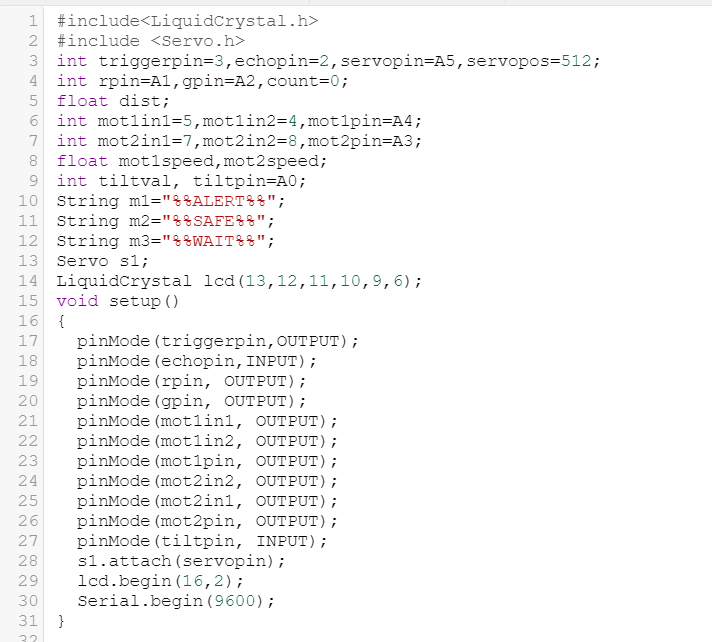 1 #include<LiquidCrystal.h>
2 #include <Servo.h>
3 int triggerpin=3,echopin=2,servopin=A5,servopos=512;
4 int rpin=A1,gpin=A2,count=0;
5 float dist;
6 int mot1in1=5,mot1in2=4,mot1pin=A4;
7 int mot2in1=7,mot2in2=8,mot2pin=A3;
8 float mot1speed,mot2speed;
9 int tiltval, tiltpin=A0;
10 String m1="%%ALERT%%";
11 String m2="%%SAFE%%";
12 String m3="%%WAIT%%";
13 Servo s1;
14 LiquidCrystal lcd(13,12,11,10,9,6);
15 void setup()
16 {
17   pinMode(triggerpin,OUTPUT);
18   pinMode(echopin,INPUT);
19   pinMode(rpin, OUTPUT);
20   pinMode(gpin, OUTPUT);
21   pinMode(mot1in1, OUTPUT);
22   pinMode(mot1in2, OUTPUT);
23   pinMode(mot1pin, OUTPUT);
24   pinMode(mot2in2, OUTPUT);
25   pinMode(mot2in1, OUTPUT);
26   pinMode(mot2pin, OUTPUT);
27   pinMode(tiltpin, INPUT);
28   s1.attach(servopin);
29   lcd.begin(16,2);
30   Serial.begin(9600);
31 }
32